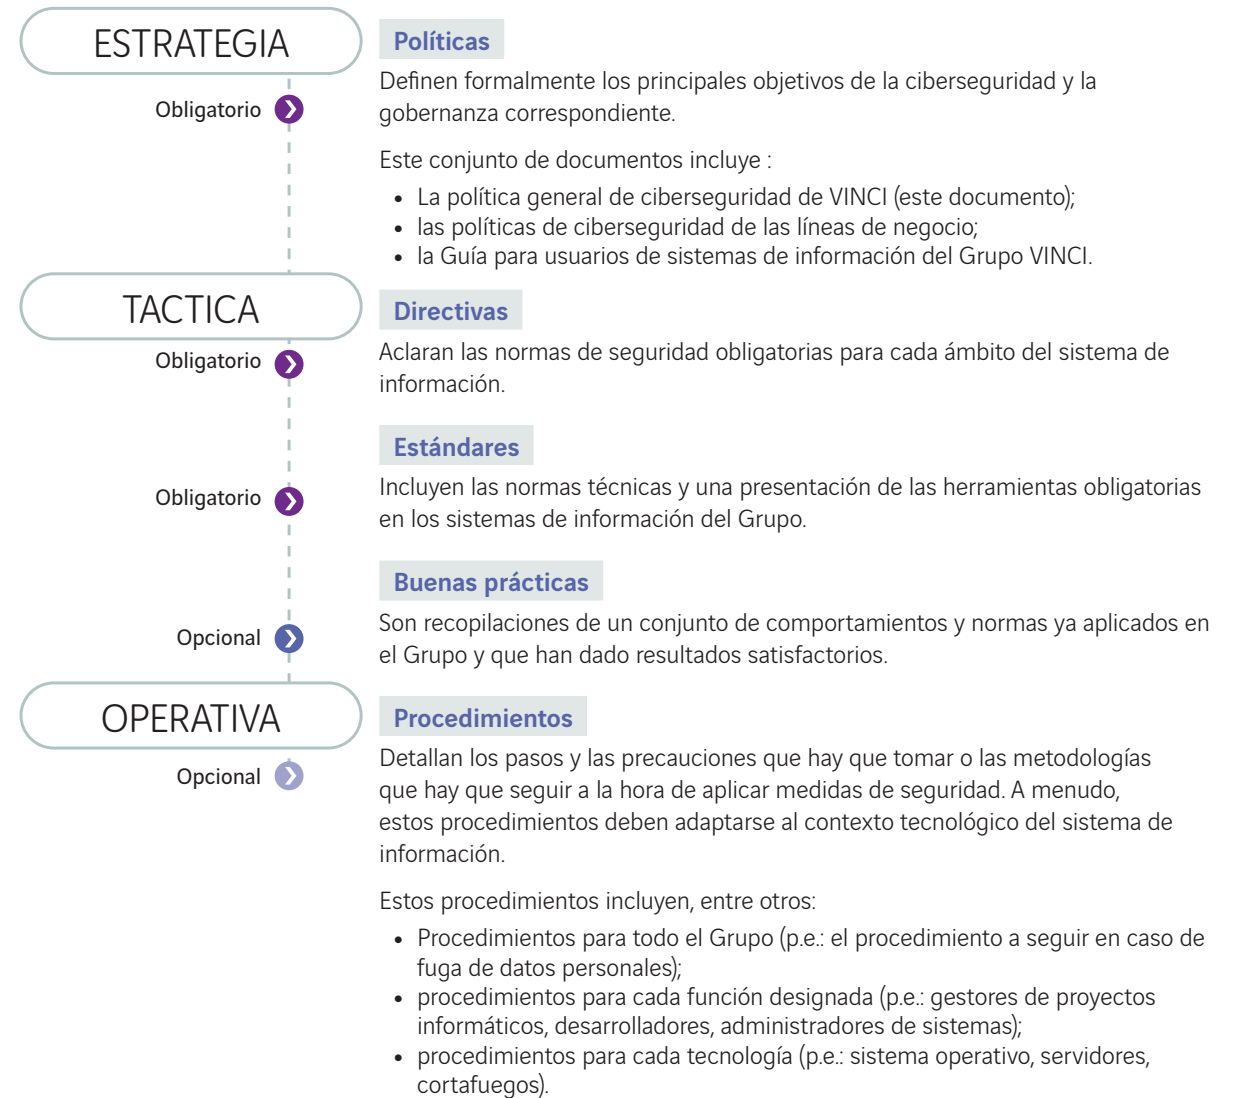 ESTRATEGIA
Obligatorio
Políticas
Definen formalmente los principales objetivos de la ciberseguridad y la
gobernanza correspondiente.
Este conjunto de documentos incluye :
• La política general de ciberseguridad de VINCI (este documento);
• las políticas de ciberseguridad de las líneas de negocio;
• la Guía para usuarios de sistemas de información del Grupo VINCI.
TACTICA
Obligatorio
Directivas
Aclaran las normas de seguridad obligatorias para cada ámbito del sistema de
información.
Obligatorio
Estándares
Incluyen las normas técnicas y una presentación de las herramientas obligatorias
en los sistemas de información del Grupo.
Opcional
Buenas prácticas
Son recopilaciones de un conjunto de comportamientos y normas ya aplicados en
el Grupo y que han dado resultados satisfactorios.
OPERATIVA
Opcional
Procedimientos
Detallan los pasos y las precauciones que hay que tomar o las metodologías
que hay que seguir a la hora de aplicar medidas de seguridad. A menudo,
estos procedimientos deben adaptarse al contexto tecnológico del sistema de
información.
Estos procedimientos incluyen, entre otros:
• Procedimientos para todo el Grupo (p.e.: el procedimiento a seguir en caso de
fuga de datos personales);
• procedimientos para cada función designada (p.e.: gestores de proyectos
informáticos, desarrolladores, administradores de sistemas);
• procedimientos para cada tecnología (p.e.: sistema operativo, servidores,
cortafuegos).